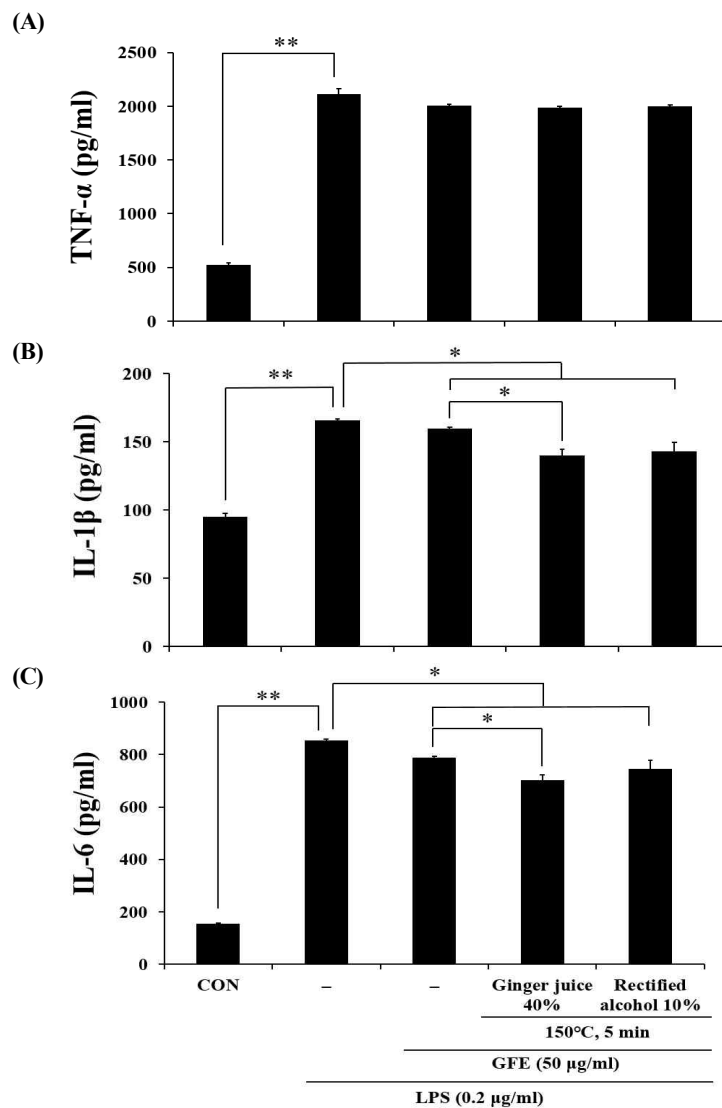 (A)
**
2500
2000
1500
1000
500
0
TNF-α (pg/ml)
(B)
*
**
*
200
150
100
50
0
IL-1β (pg/ml)
(C)
*
**
*
1000
800
600
400
200
0
IL-6 (pg/ml)
CON – – Ginger juice Rectified
40% alcohol 10%
150°C, 5 min
GFE (50 μg/ml)
LPS (0.2 μg/ml)